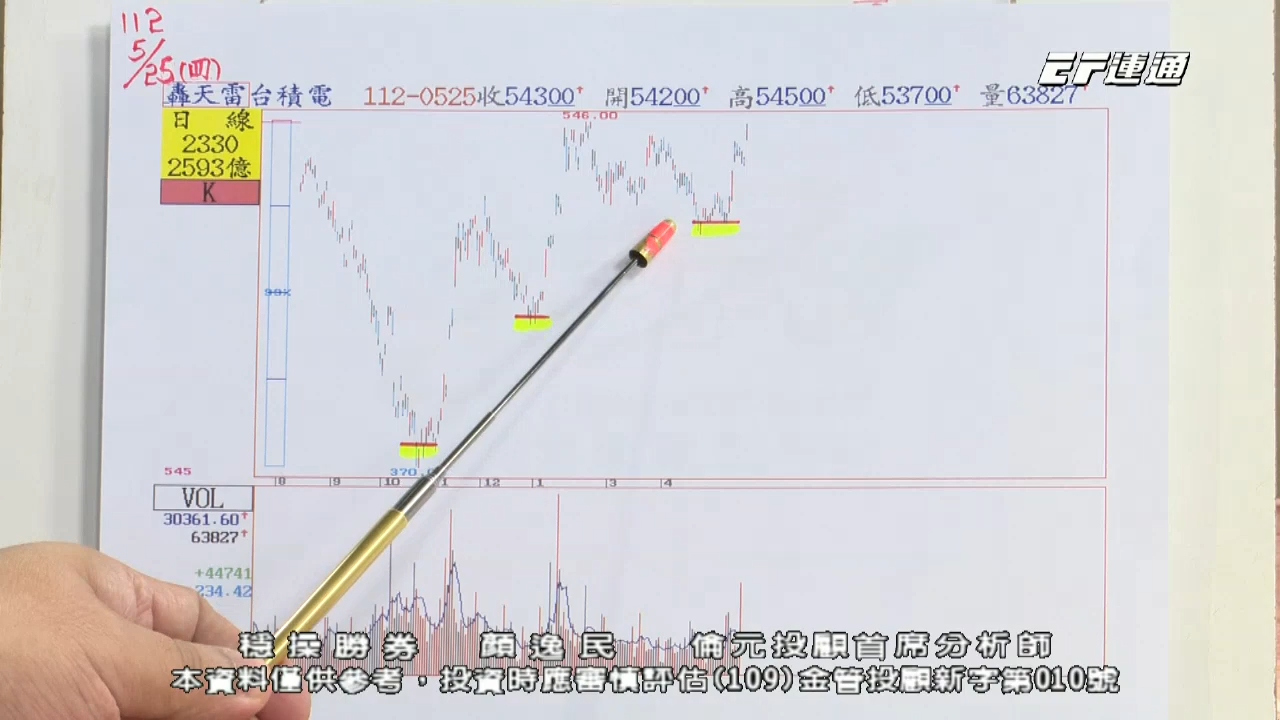 112
5/25(四)
EF運通
轟天雷台積電 112-0525收54300↑ 開54200↑ 高54500↑ 低53700↑ 量63827↑
日 線
2330
2593億
K
546.00
99%
545
8 9 10 12 1 3 4
VOL
30361.60↑
63827↑
+44741
234.42
穩操勝券 顏逸民 倫元投顧首席分析師
本資料僅供參考，投資時應審慎評估(109)金管投顧新字第010號